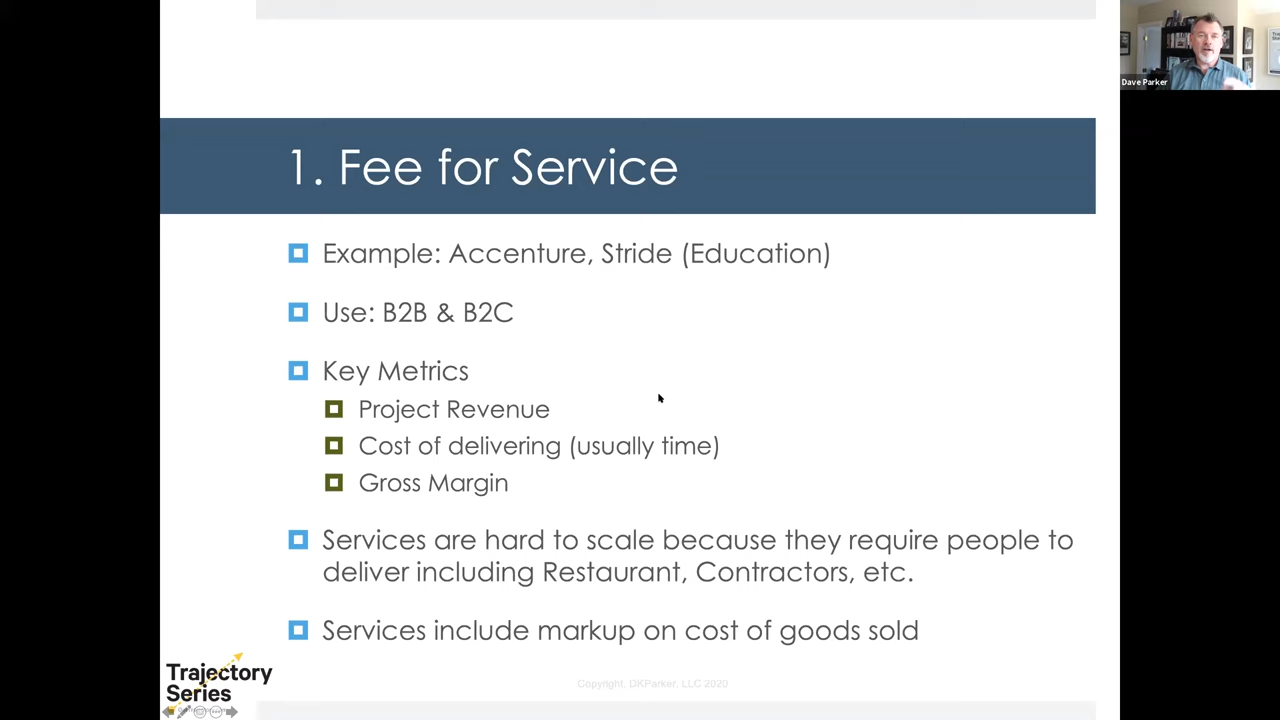 Dave Parker
1. Fee for Service
Example: Accenture, Stride (Education)
Use: B2B & B2C
Key Metrics
Project Revenue
Cost of delivering (usually time)
Gross Margin
Services are hard to scale because they require people to
deliver including Restaurant, Contractors, etc.
Services include markup on cost of goods sold
Trajectory
Series
Copyright, DKParker, LLC 2020